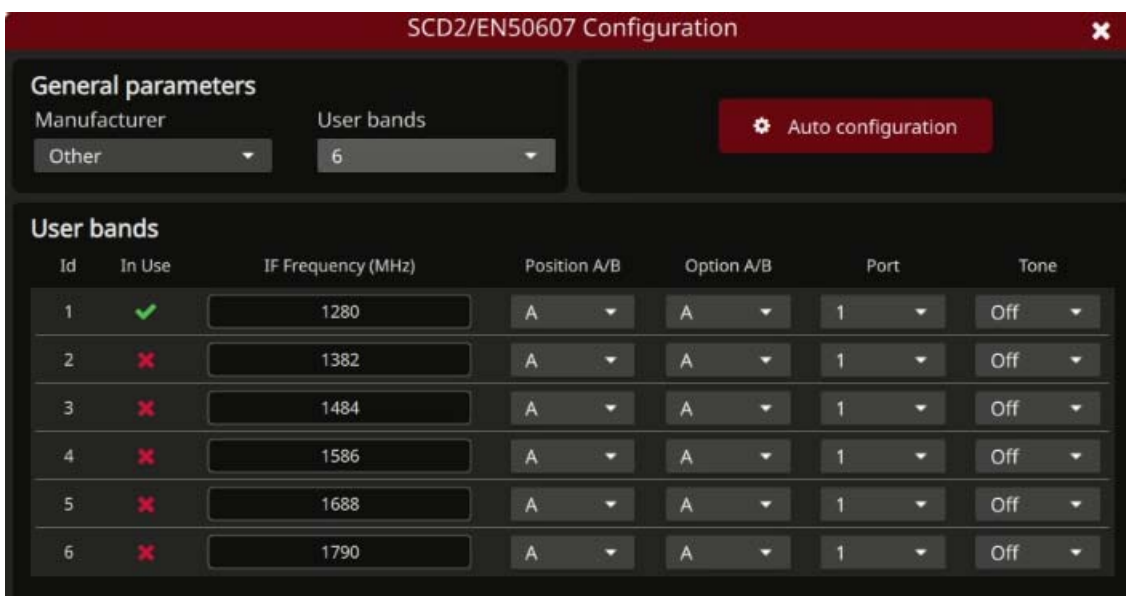 SCD2/EN50607 Configuration
General parameters
Manufacturer User bands
Other 6
Auto configuration
User bands
Id In Use IF Frequency (MHz) Position A/B Option A/B Port Tone
1 1280 A A 1 Off
2 1382 A A 1 Off
3 1484 A A 1 Off
4 1586 A A 1 Off
5 1688 A A 1 Off
6 1790 A A 1 Off